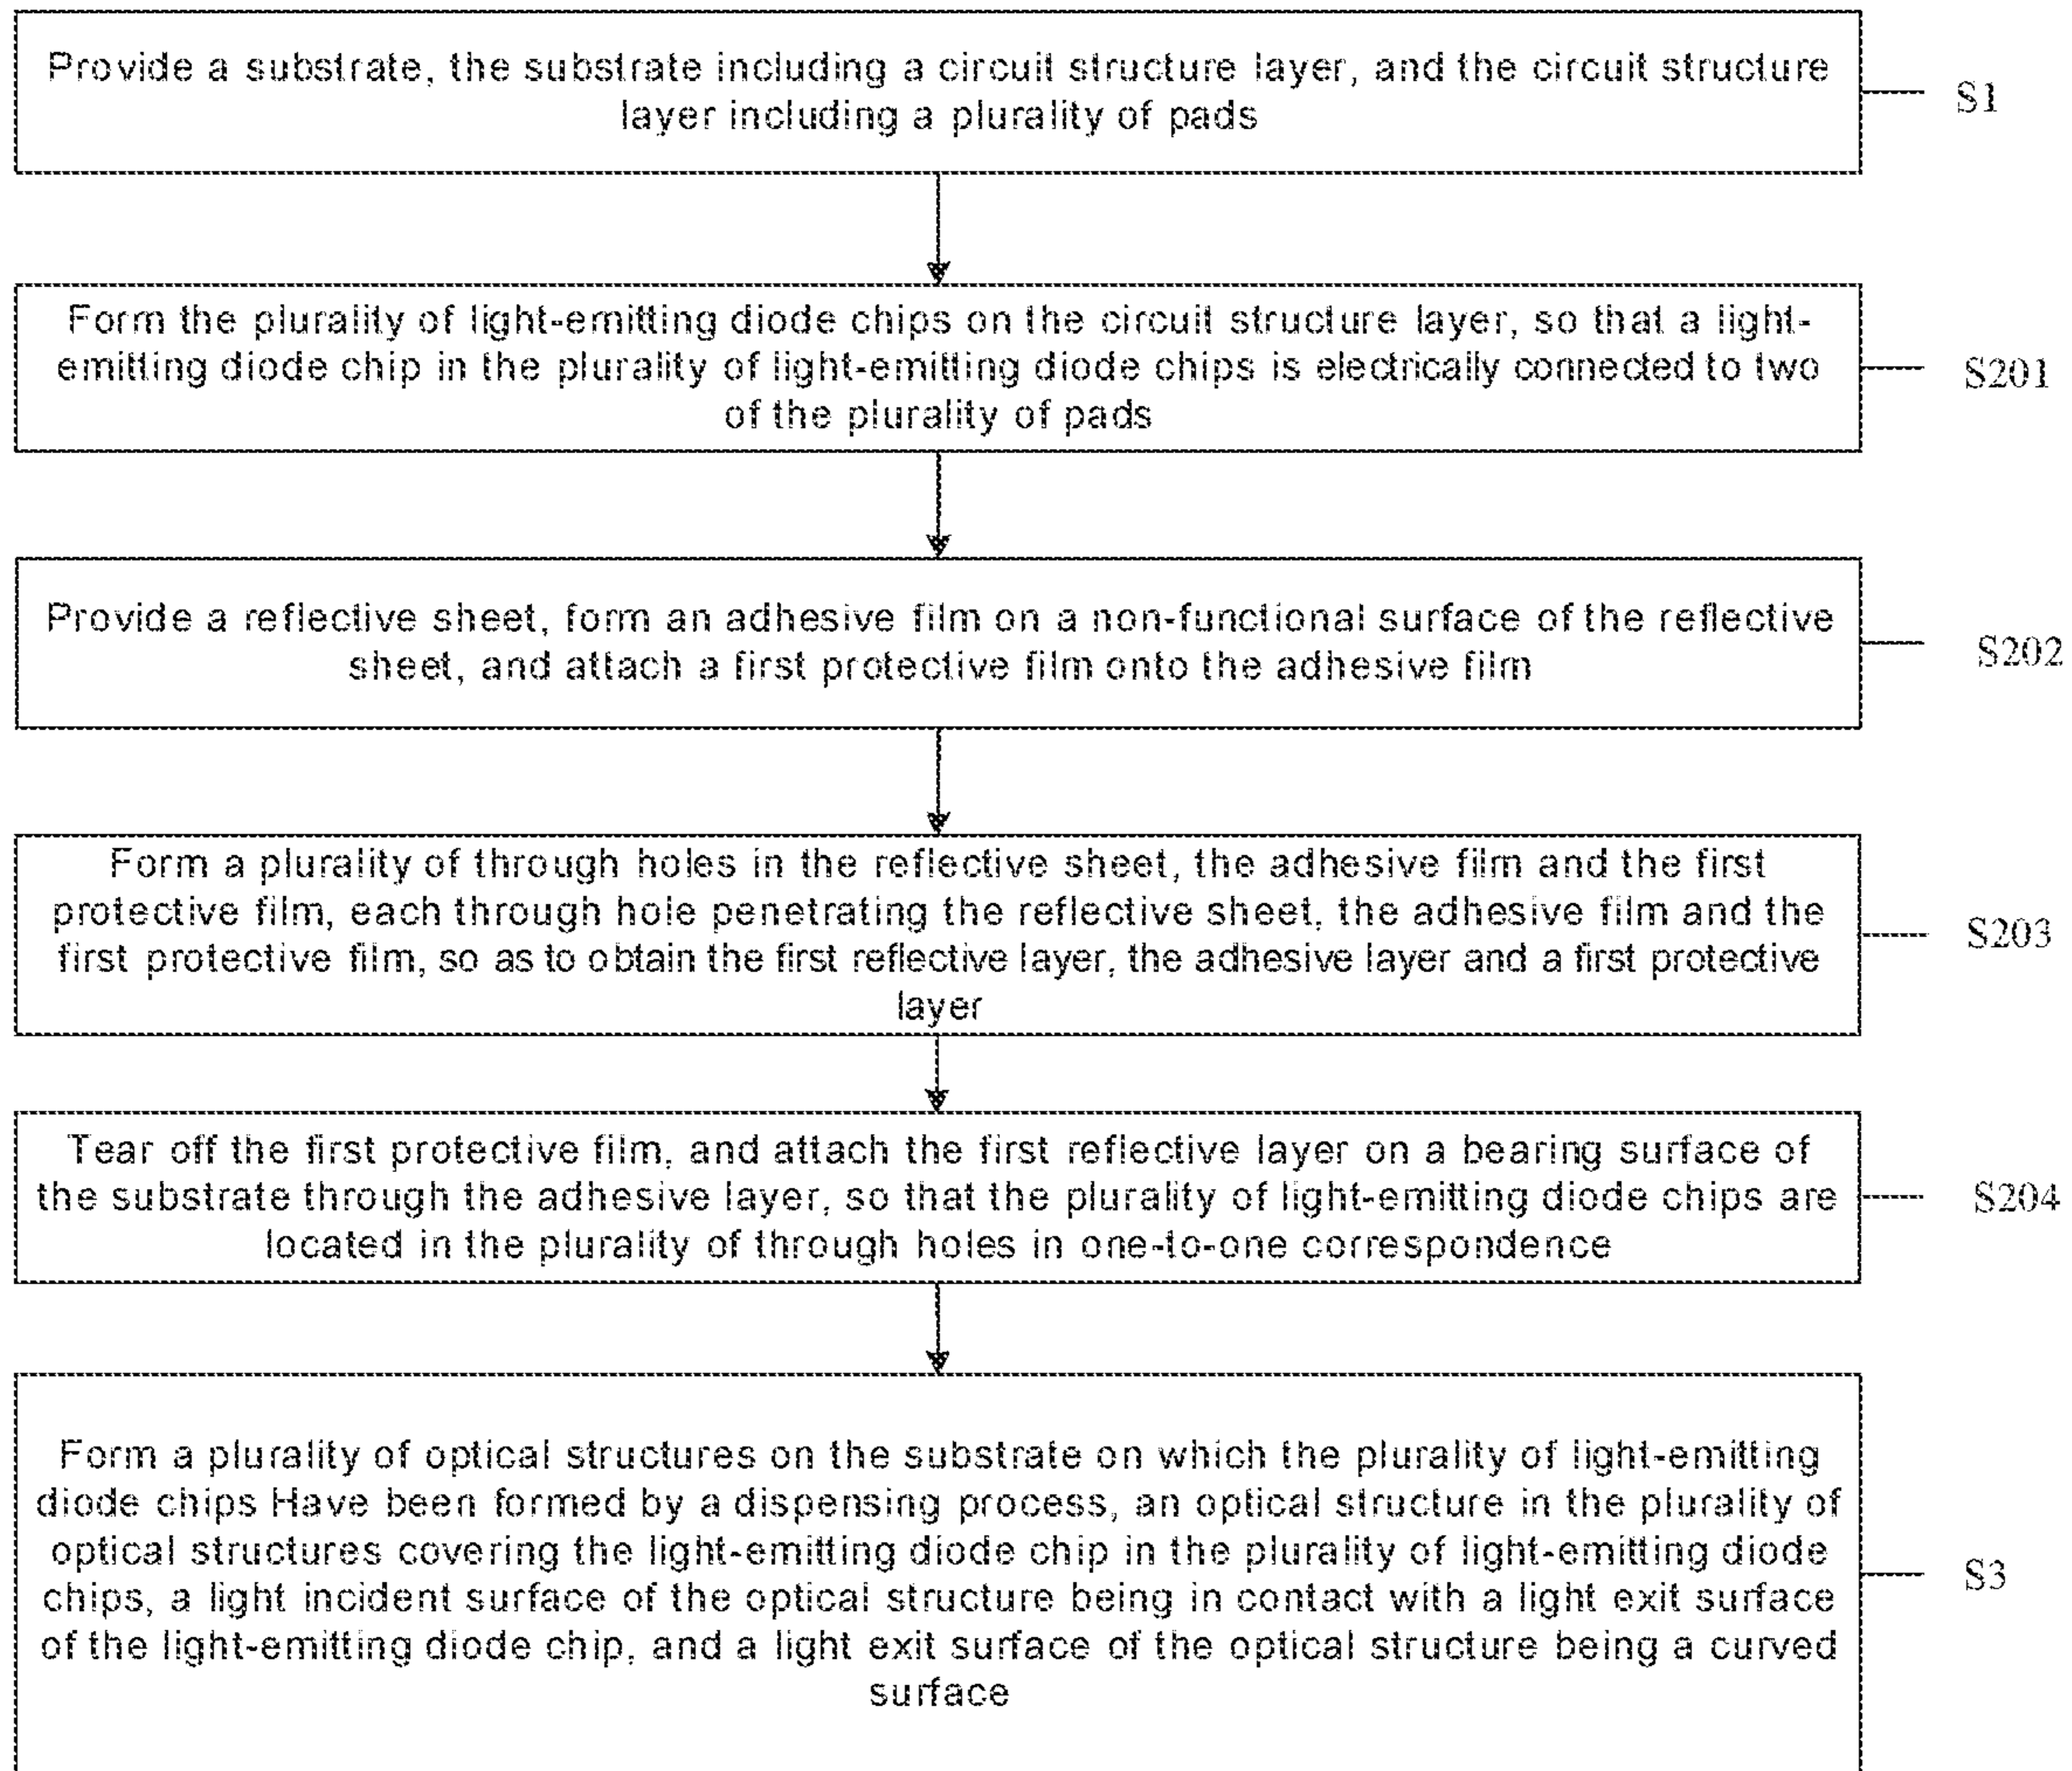 Provide a substrate, the substrate including a circuit structure layer, and the circuit structure
layer including a plurality of pads
S1
Form the plurality of light-emitting diode chips on the circuit structure layer, so that a light-
emitting diode chip in the plurality of light-emitting diode chips is electrically connected to two
of the plurality of pads
S201
Provide a reflective sheet, form an adhesive film on a non-functional surface of the reflective
sheet, and attach a first protective film onto the adhesive film
S202
Form a plurality of through holes in the reflective sheet, the adhesive film and the first
protective film, each through hole penetrating the reflective sheet, the adhesive film and the
first protective film, so as to obtain the first reflective layer, the adhesive layer and a first protective
layer
S203
Tear off the first protective film, and attach the first reflective layer on a bearing surface of
the substrate through the adhesive layer, so that the plurality of light-emitting diode chips are
located in the plurality of through holes in one-to-one correspondence
S204
Form a plurality of optical structures on the substrate on which the plurality of light-emitting
diode chips Have been formed by a dispensing process, an optical structure in the plurality of
optical structures covering the light-emitting diode chip in the plurality of light-emitting diode
chips, a light incident surface of the optical structure being in contact with a light exit surface
of the light-emitting diode chip, and a light exit surface of the optical structure being a curved
surface
S3